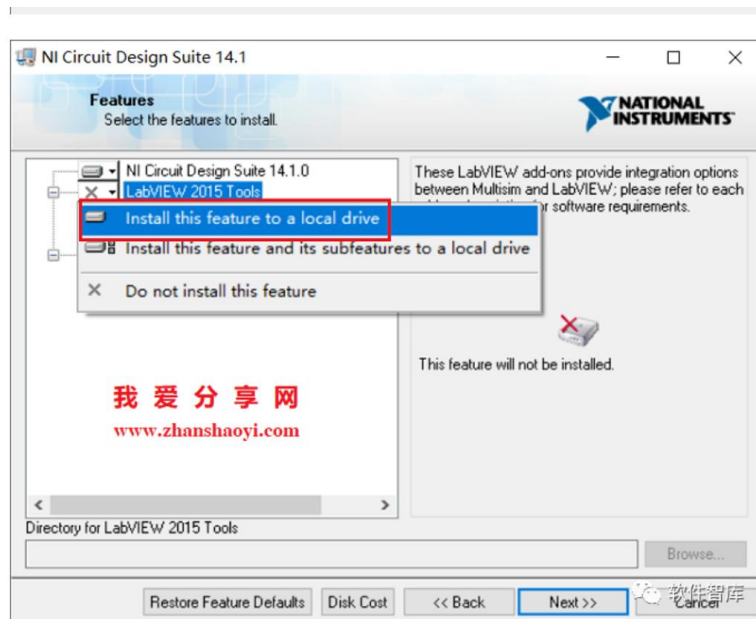 NI Circuit Design Suite 14.1
Features
Select the features to install.
NATIONAL
INSTRUMENTS
NI Circuit Design Suite 14.1.0
LabVIEW 2015 Tools
Install this feature to a local drive
Install this feature and its subfeatures to a local drive
Do not install this feature
These LabVIEW add-ons provide integration options
between Multisim and LabVIEW; please refer to each
for software requirements.
This feature will not be installed.
我爱分享网
www.zhanshaoyi.com
Directory for LabVIEW 2015 Tools
Browse...
Restore Feature Defaults
Disk Cost
<< Back
Next >>
Cancel
软件智库